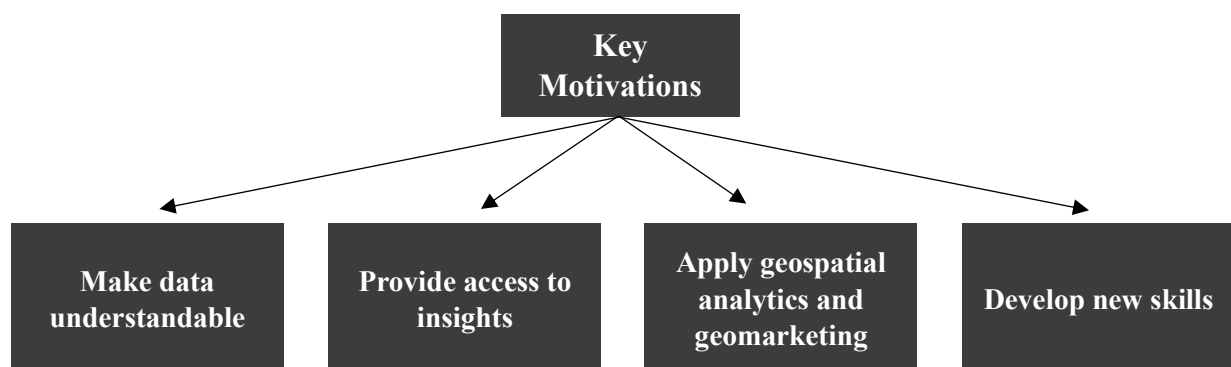 Key
Motivations
Make data
understandable
Provide access to
insights
Apply geospatial
analytics and
geomarketing
Develop new skills